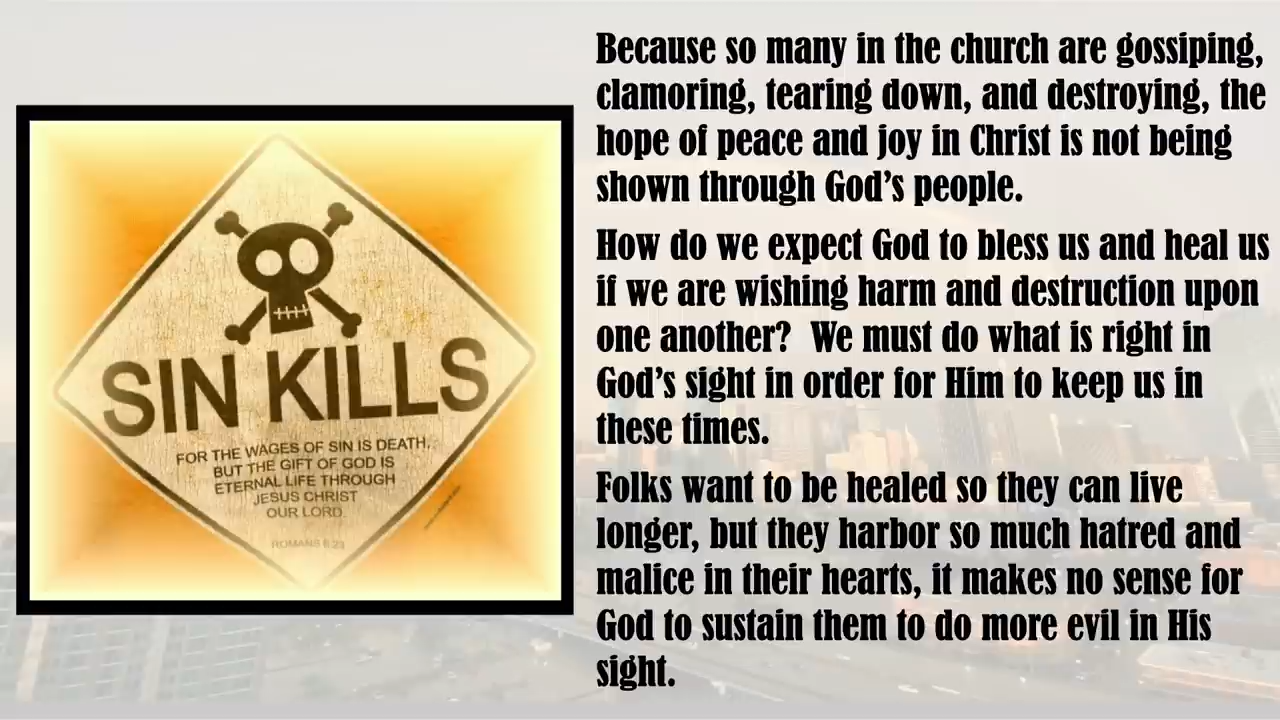 Because so many in the church are gossiping,
clamoring, tearing down, and destroying, the
hope of peace and joy in Christ is not being
shown through God's people.
How do we expect God to bless us and heal us
if we are wishing harm and destruction upon
one another?  We must do what is right in
God's sight in order for Him to keep us in
these times.
Folks want to be healed so they can live
longer, but they harbor so much hatred and
malice in their hearts, it makes no sense for
God to sustain them to do more evil in His
sight.
SIN KILLS
FOR THE WAGES OF SIN IS DEATH,
BUT THE GIFT OF GOD IS
ETERNAL LIFE THROUGH
JESUS CHRIST
OUR LORD.
ROMANS 6:23